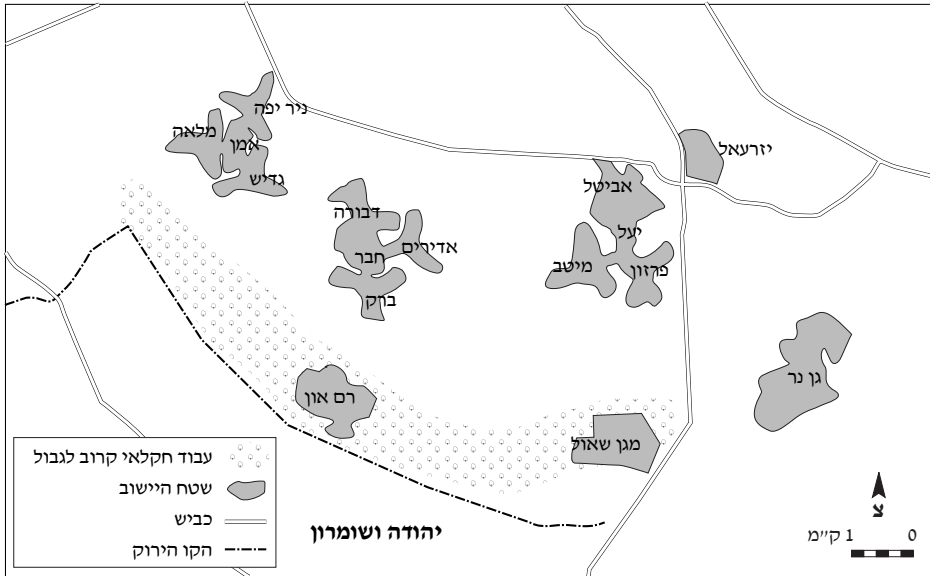 ניר יפה
מלאה
אמן
גדיש
יזרעאל
אביטל
יעל
מיטב
פרזון
דבורה
אדירים
חבר
ברק
גן נר
רם און
מגן שאול
יהודה ושומרון
עבוד חקלאי קרוב לגבול
שטח היישוב
כביש
הקו הירוק
צ
0 1 ק"מ